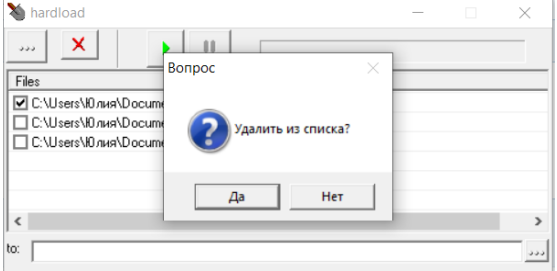 hardload
...
Вопрос
Files
C:\Users\Юлия\Docume
C:\Users\Юлия\Docume
C:\Users\Юлия\Docume
Удалить из списка?
Да
Нет
to:
...